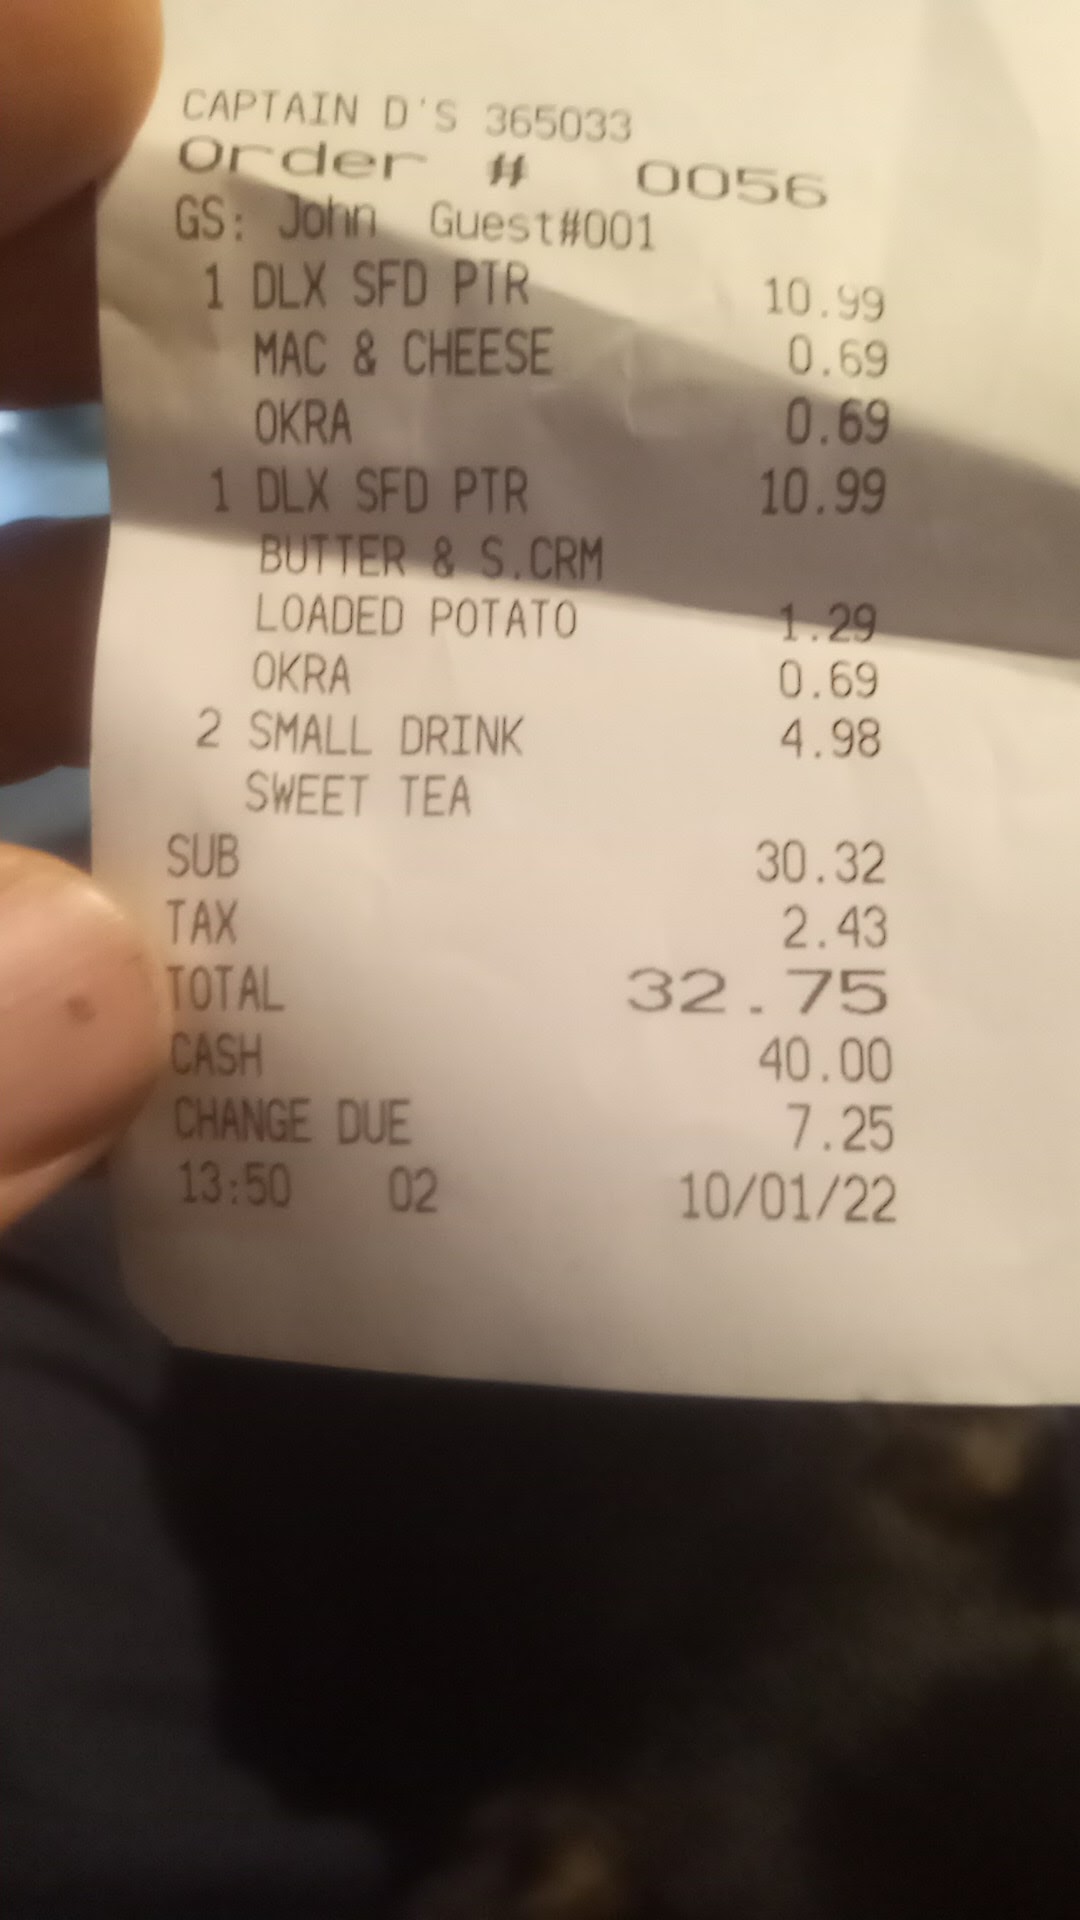 CAPTAIN D'S 365033
Order # 0056
GS: John Guest#001
1 DLX SFD PTR 10.99
MAC & CHEESE 0.69
OKRA 0.69
1 DLX SFD PTR 10.99
BUTTER & S.CRM
LOADED POTATO 1.29
OKRA 0.69
2 SMALL DRINK 4.98
SWEET TEA
SUB 30.32
TAX 2.43
TOTAL 32.75
CASH 40.00
CHANGE DUE 7.25
13:50 02 10/01/22